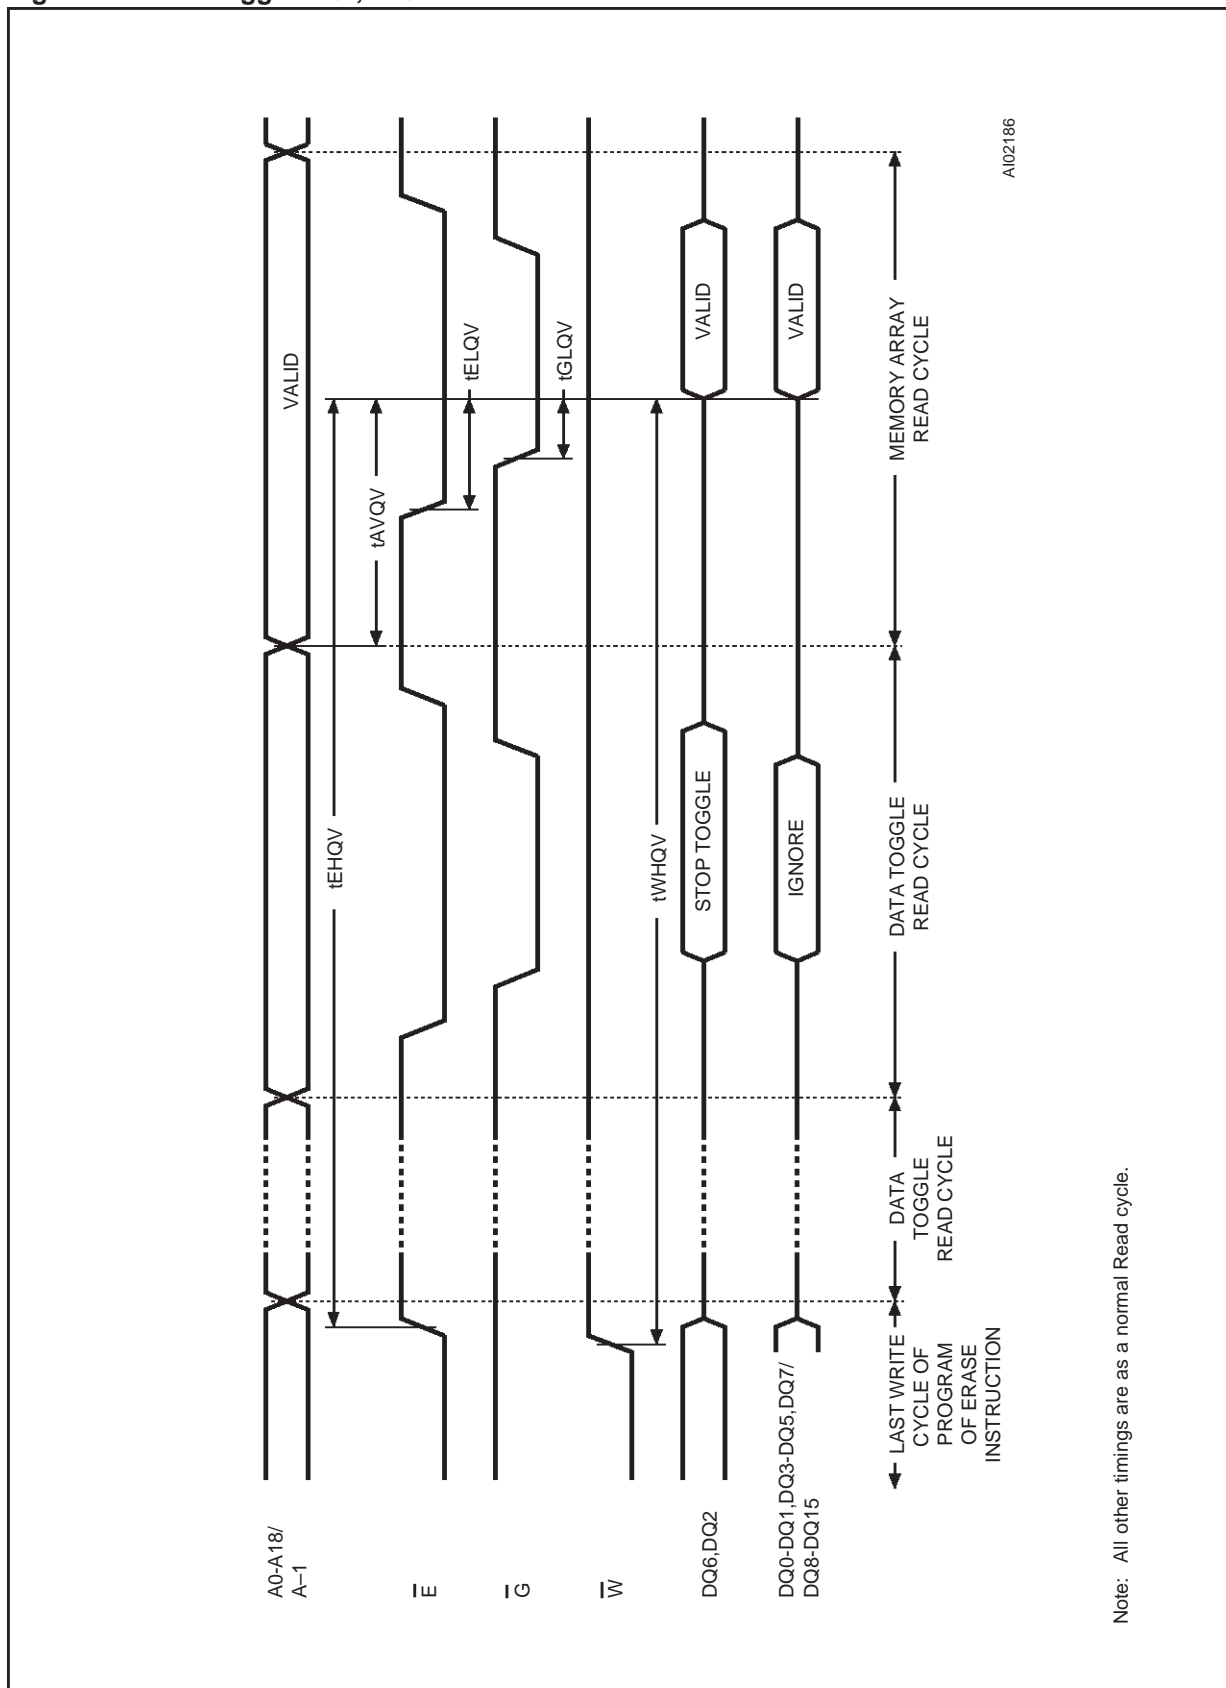 A0-A18/
A–1
VALID
tEHQV
tAVQV
E
tELQV
G
tGLQV
W
tWHQV
DQ6,DQ2
STOP TOGGLE
VALID
DQ0-DQ1,DQ3-DQ5,DQ7/
DQ8-DQ15
IGNORE
VALID
LAST WRITE
CYCLE OF
PROGRAM
OF ERASE
INSTRUCTION
DATA
TOGGLE
READ CYCLE
DATA TOGGLE
READ CYCLE
MEMORY ARRAY
READ CYCLE
AI02186
Note: All other timings are as a normal Read cycle.